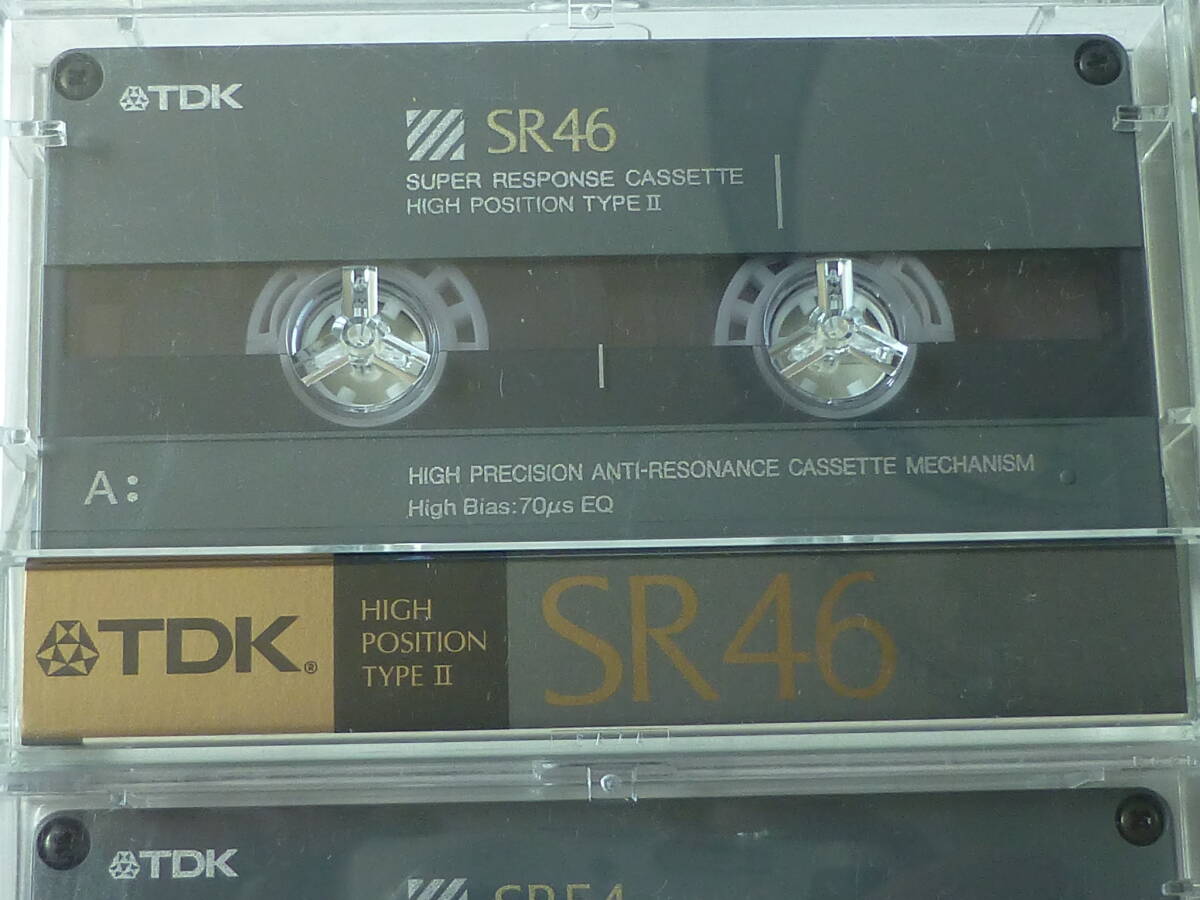 TDK
SR46
SUPER RESPONSE CASSETTE
HIGH POSITION TYPE II
A:
HIGH PRECISION ANTI-RESONANCE CASSETTE MECHANISM
High Bias:70μs EQ
TDK®
HIGH
POSITION
TYPE II
SR46
TDK
SR54